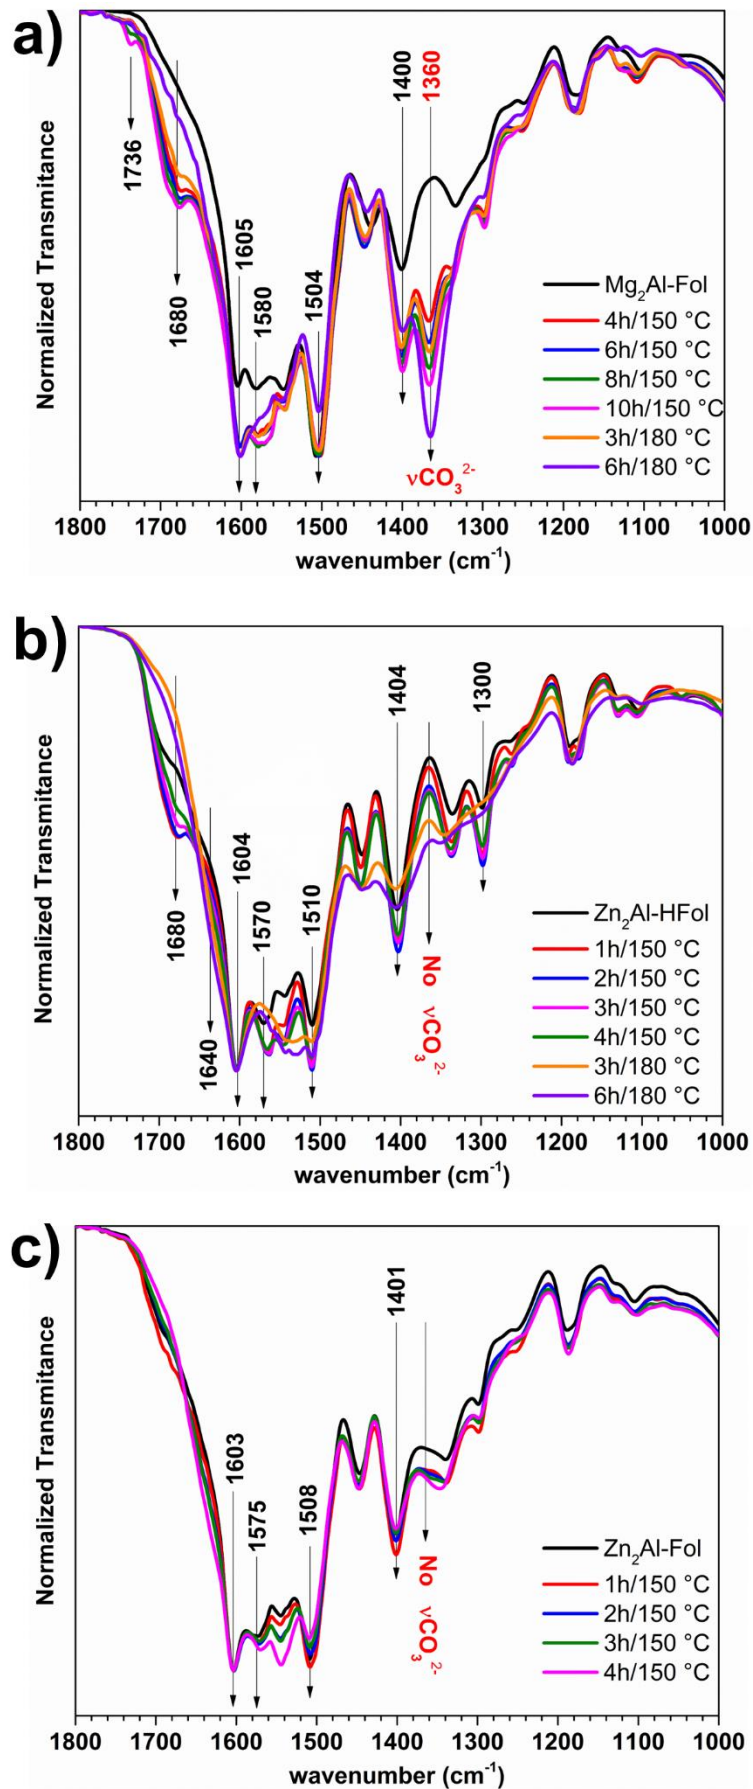 a)
Normalized Transmitance
1736
1680
1605
1580
1504
1400
1360
νCO₃²⁻
Mg₂Al-Fol
4h/150 °C
6h/150 °C
8h/150 °C
10h/150 °C
3h/180 °C
6h/180 °C
1800 1700 1600 1500 1400 1300 1200 1100 1000
wavenumber (cm⁻¹)
b)
Normalized Transmitance
1680
1640
1604
1570
1510
1404
No νCO₃²⁻
1300
Zn₂Al-HFol
1h/150 °C
2h/150 °C
3h/150 °C
4h/150 °C
3h/180 °C
6h/180 °C
1800 1700 1600 1500 1400 1300 1200 1100 1000
wavenumber (cm⁻¹)
c)
Normalized Transmitance
1603
1575
1508
1401
No νCO₃²⁻
Zn₂Al-Fol
1h/150 °C
2h/150 °C
3h/150 °C
4h/150 °C
1800 1700 1600 1500 1400 1300 1200 1100 1000
wavenumber (cm⁻¹)